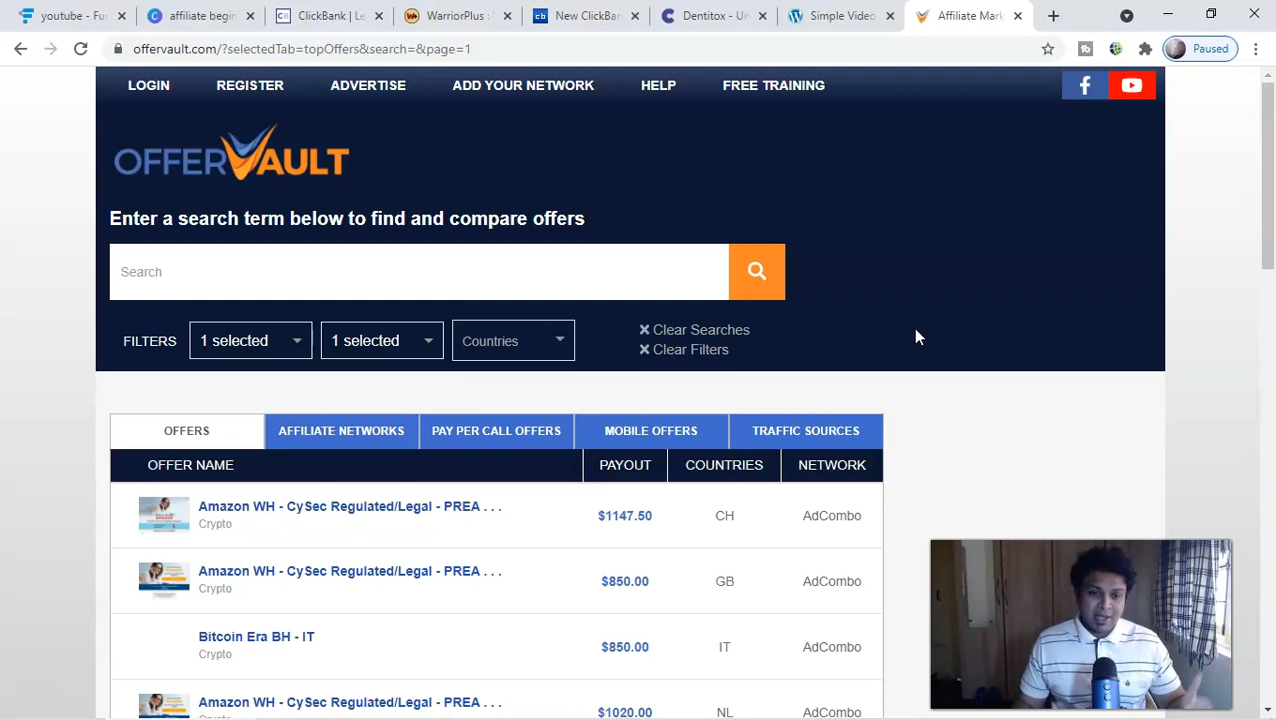 youtube - Fun
affiliate begin
ClickBank | Le
WarriorPlus :
New ClickBan
Dentitox - Un
Simple Video
Affiliate Mark
offervault.com/?selectedTab=topOffers&search=&page=1
Paused
LOGIN
REGISTER
ADVERTISE
ADD YOUR NETWORK
HELP
FREE TRAINING
OFFERVAULT
Enter a search term below to find and compare offers
Search
FILTERS
1 selected
1 selected
Countries
Clear Searches
Clear Filters
OFFERS
AFFILIATE NETWORKS
PAY PER CALL OFFERS
MOBILE OFFERS
TRAFFIC SOURCES
OFFER NAME
PAYOUT
COUNTRIES
NETWORK
Amazon WH - CySec Regulated/Legal - PREA . . .
Crypto
$1147.50
CH
AdCombo
Amazon WH - CySec Regulated/Legal - PREA . . .
Crypto
$850.00
GB
AdCombo
Bitcoin Era BH - IT
Crypto
$850.00
IT
AdCombo
Amazon WH - CySec Regulated/Legal - PREA . . .
$1020.00
NL
AdCombo